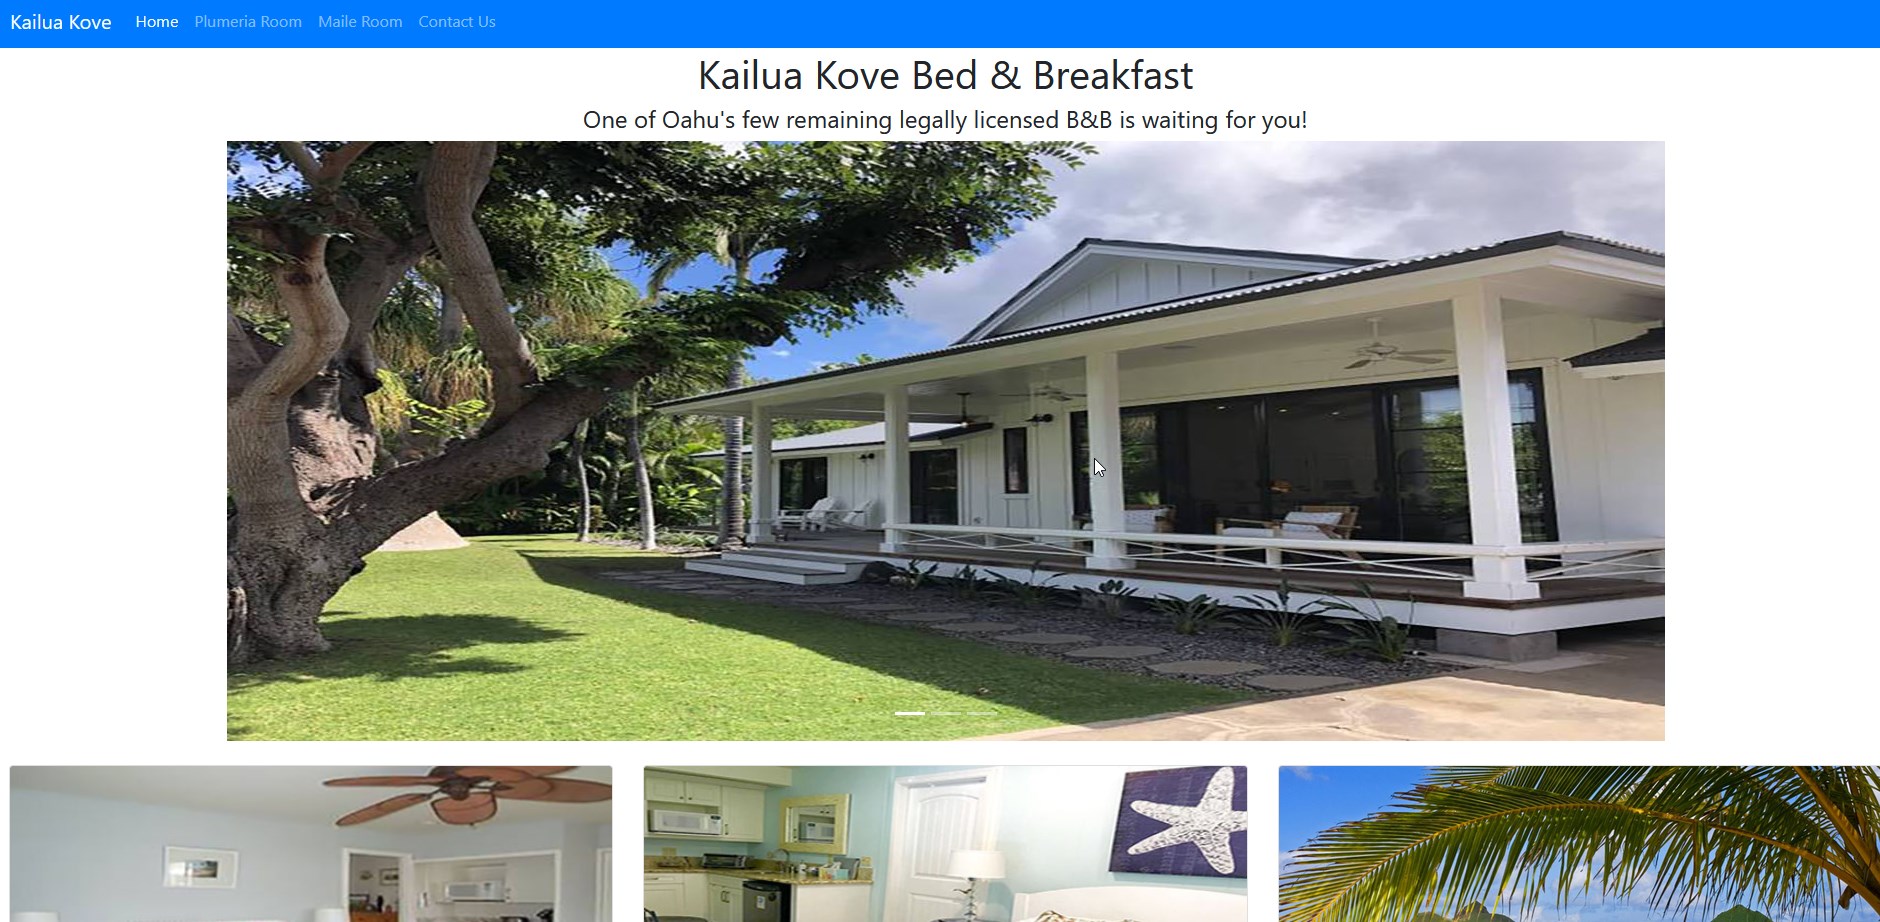 Kailua Kove Home Plumeria Room Maile Room Contact Us
Kailua Kove Bed & Breakfast
One of Oahu's few remaining legally licensed B&B is waiting for you!